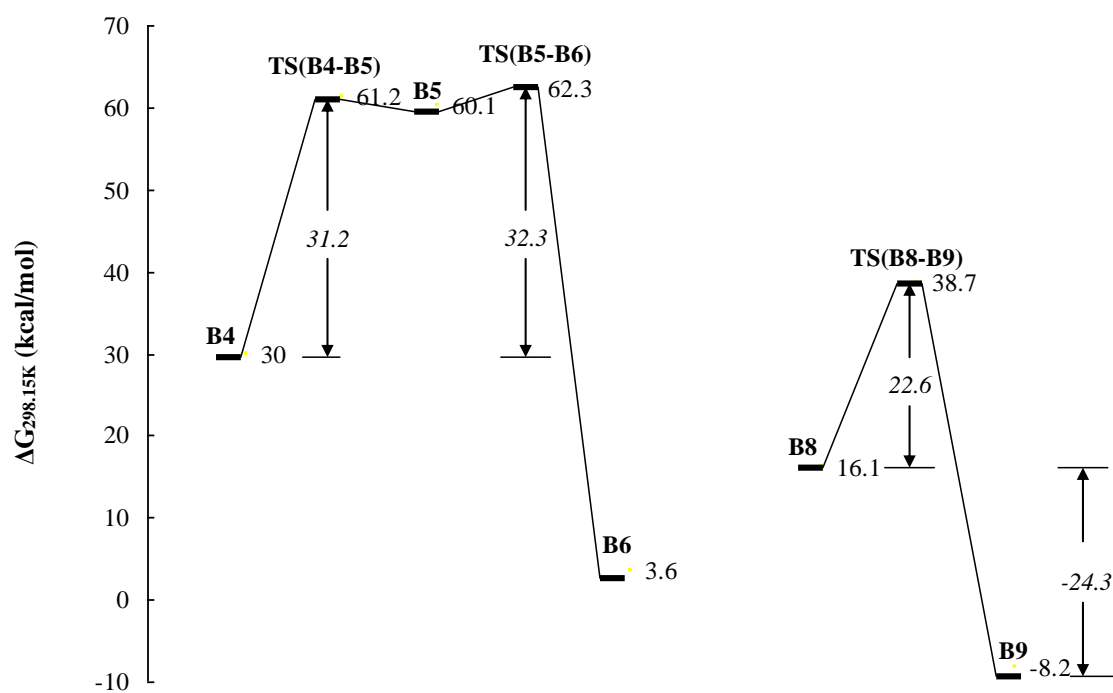 70
TS(B5-B6)
TS(B4-B5)
B5
62.3
61.2
60.1
60
50
31.2
32.3
40
TS(B8-B9)
38.7
B4
30
30
22.6
ΔG298.15K (kcal/mol)
20
B8
16.1
10
B6
3.6
-24.3
0
B9
-8.2
-10